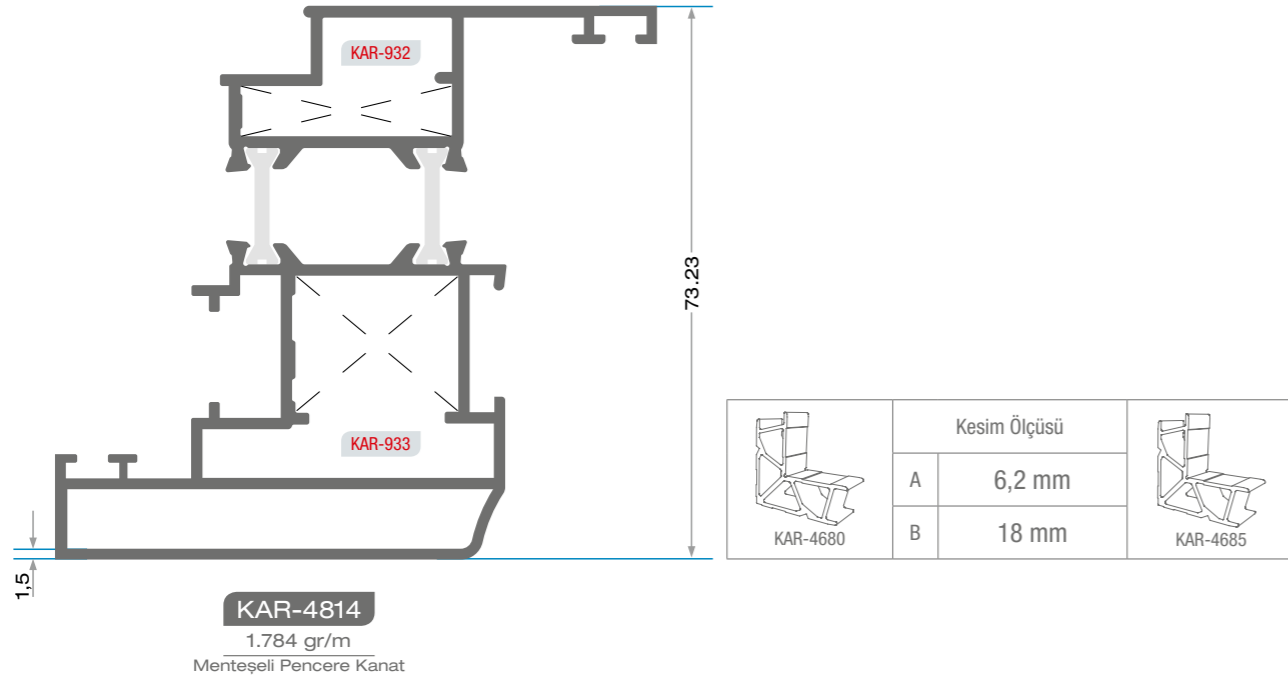 KAR-932
73.23
KAR-933
1,5
KAR-4814
1.784 gr/m
Menteşeli Pencere Kanat
Kesim Ölçüsü
A 6,2 mm
B 18 mm
KAR-4680
KAR-4685